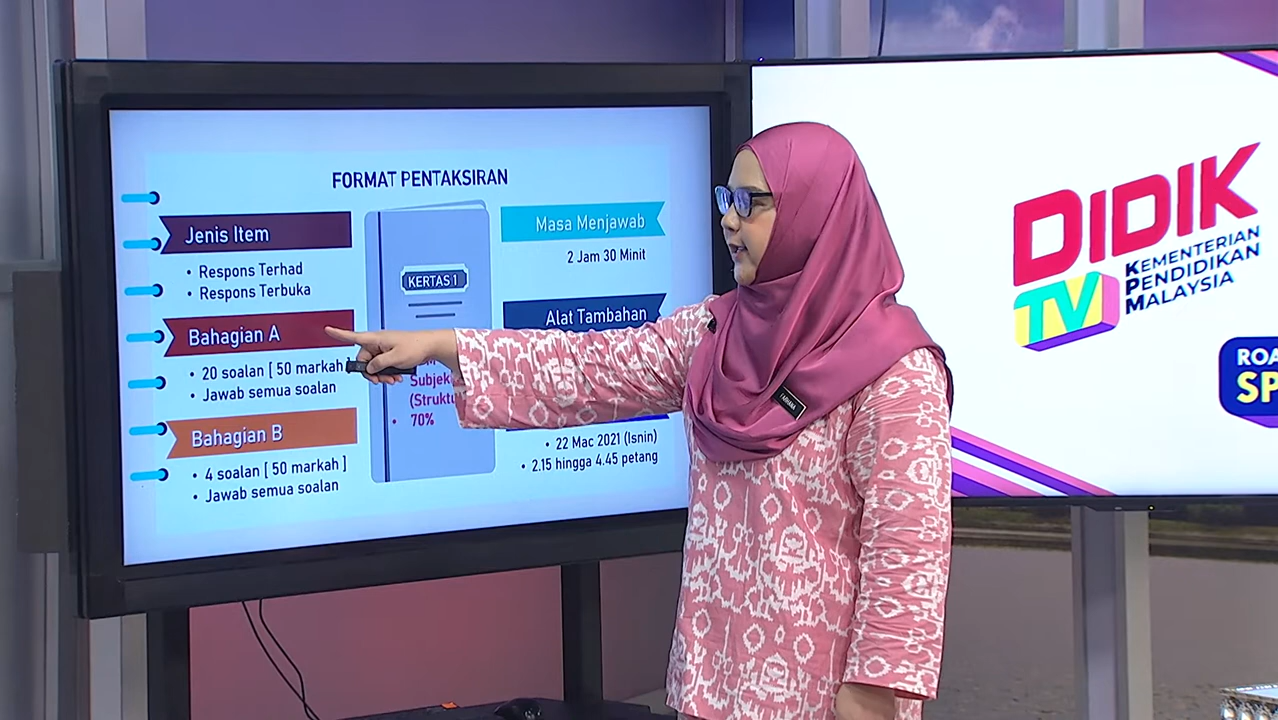 FORMAT PENTAKSIRAN
Jenis Item
• Respons Terhad
• Respons Terbuka
Bahagian A
• 20 soalan [ 50 markah ]
• Jawab semua soalan
Bahagian B
• 4 soalan [ 50 markah ]
• Jawab semua soalan
KERTAS 1
• 70%
Masa Menjawab
2 Jam 30 Minit
Alat Tambahan
• 22 Mac 2021 (Isnin)
• 2.15 hingga 4.45 petang
FARHANA
DIDIK
TV
KEMENTERIAN
PENDIDIKAN
MALAYSIA